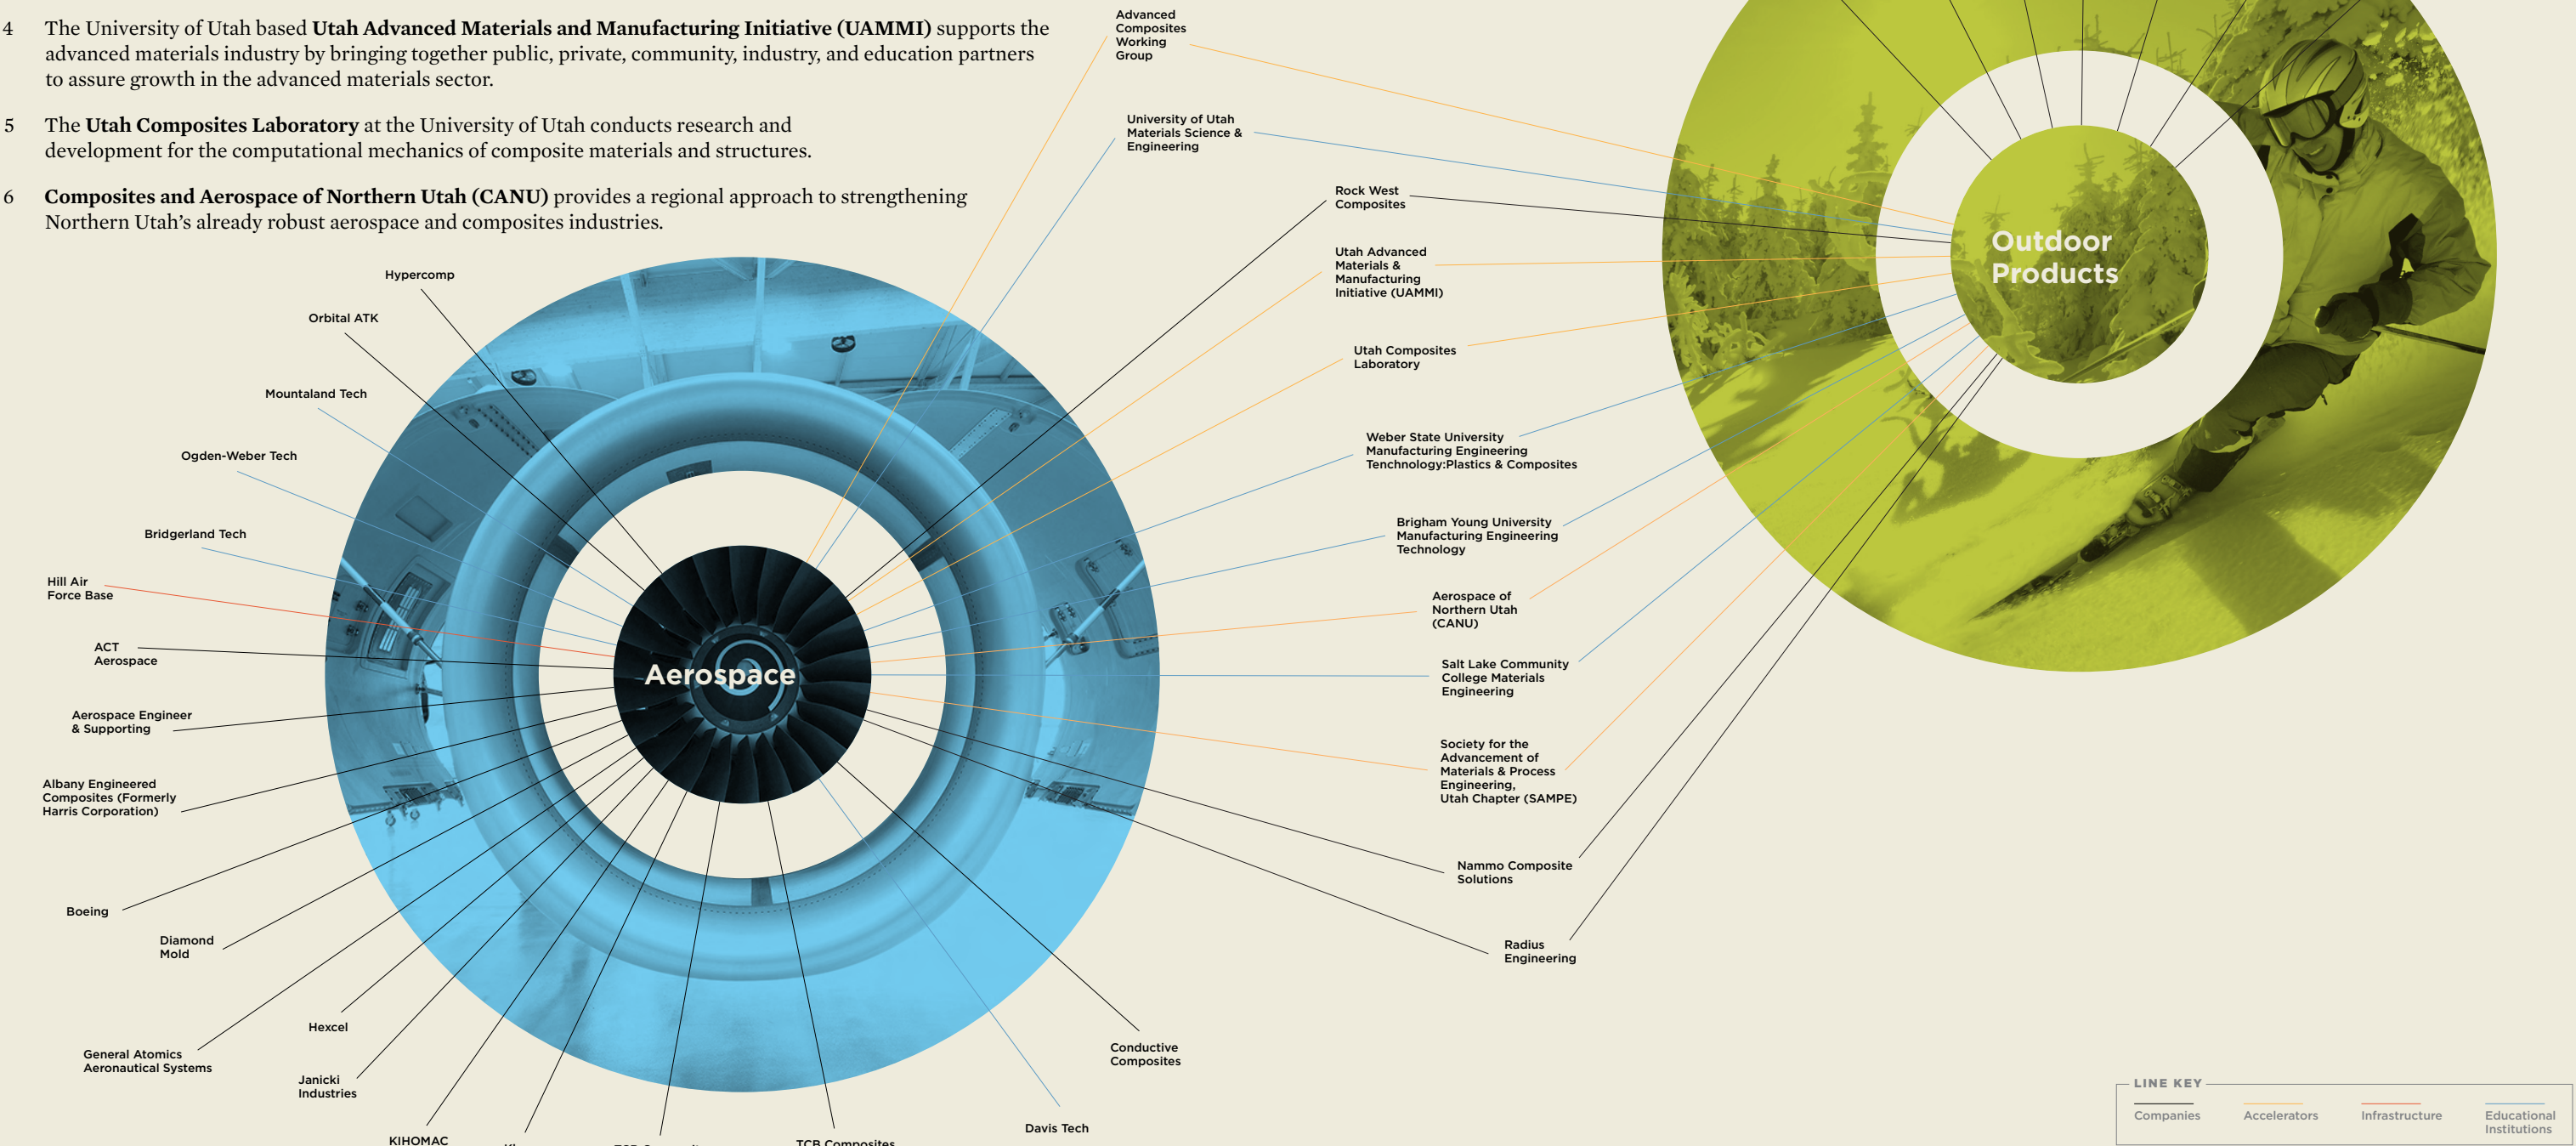 4 The University of Utah based Utah Advanced Materials and Manufacturing Initiative (UAMMI) supports the
advanced materials industry by bringing together public, private, community, industry, and education partners
to assure growth in the advanced materials sector.
5 The Utah Composites Laboratory at the University of Utah conducts research and
development for the computational mechanics of composite materials and structures.
6 Composites and Aerospace of Northern Utah (CANU) provides a regional approach to strengthening
Northern Utah's already robust aerospace and composites industries.
Advanced
Composites
Working
Group
University of Utah
Materials Science &
Engineering
Rock West
Composites
Utah Advanced
Materials &
Manufacturing
Initiative (UAMMI)
Utah Composites
Laboratory
Weber State University
Manufacturing Engineering
Tenchnology:Plastics & Composites
Brigham Young University
Manufacturing Engineering
Technology
Aerospace of
Northern Utah
(CANU)
Salt Lake Community
College Materials
Engineering
Society for the
Advancement of
Materials & Process
Engineering,
Utah Chapter (SAMPE)
Nammo Composite
Solutions
Radius
Engineering
Outdoor
Products
Hypercomp
Orbital ATK
Mountaland Tech
Ogden-Weber Tech
Bridgerland Tech
Hill Air
Force Base
ACT
Aerospace
Aerospace Engineer
& Supporting
Albany Engineered
Composites (Formerly
Harris Corporation)
Boeing
Diamond
Mold
Hexcel
General Atomics
Aeronautical Systems
Janicki
Industries
KIHOMAC
TCB Composites
Davis Tech
Conductive
Composites
Aerospace
LINE KEY
Companies
Accelerators
Infrastructure
Educational
Institutions